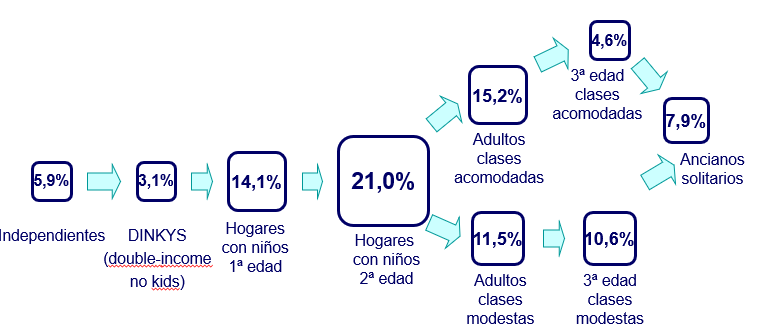 5,9%
Independientes
3,1%
DINKYS
(double-income
no kids)
14,1%
Hogares
con niños
1ª edad
21,0%
Hogares
con niños
2ª edad
15,2%
Adultos
clases
acomodadas
4,6%
3ª edad
clases
acomodadas
11,5%
Adultos
clases
modestas
10,6%
3ª edad
clases
modestas
7,9%
Ancianos
solitarios